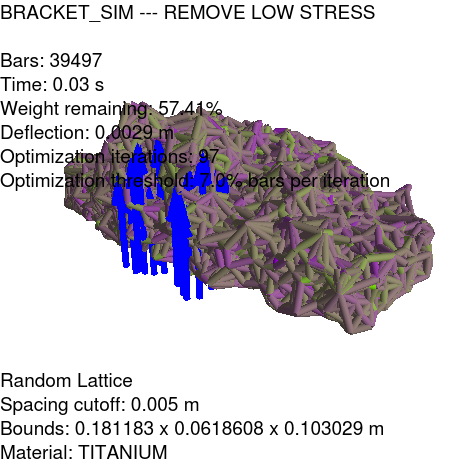 BRACKET_SIM --- REMOVE LOW STRESS
Bars: 39497
Time: 0.03 s
Weight remaining: 57.41%
Deflection: 0.0029 m
Optimization iterations: 97
Optimization threshold: 7.0% bars per iteration
Random Lattice
Spacing cutoff: 0.005 m
Bounds: 0.181183 x 0.0618608 x 0.103029 m
Material: TITANIUM